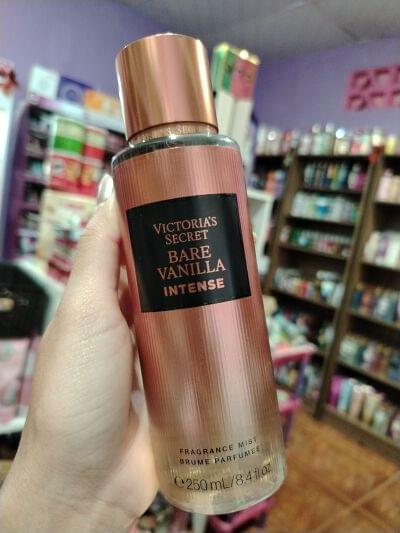 VICTORIA'S
SECRET
BARE
VANILLA
INTENSE
FRAGRANCE MIST
BRUME PARFUMÉE
℮250 mL/8.4 fl oz